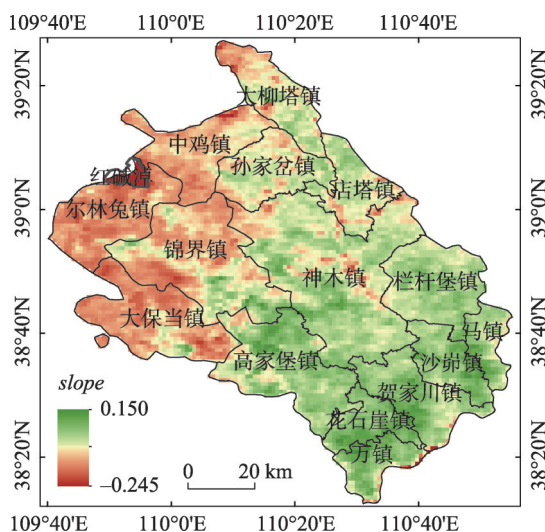 109°40′E 110°0′E 110°20′E 110°40′E
39°20′N
39°0′N
38°40′N
38°20′N
39°20′N
39°0′N
38°40′N
38°20′N
大柳塔镇
中鸡镇
孙家岔镇
红碱淖
店塔镇
尔林兔镇
锦界镇
神木镇
栏杆堡镇
大保当镇
马镇
高家堡镇
沙峁镇
贺家川镇
花石崖镇
万镇
slope
0.150
−0.245
0 20 km
109°40′E 110°0′E 110°20′E 110°40′E